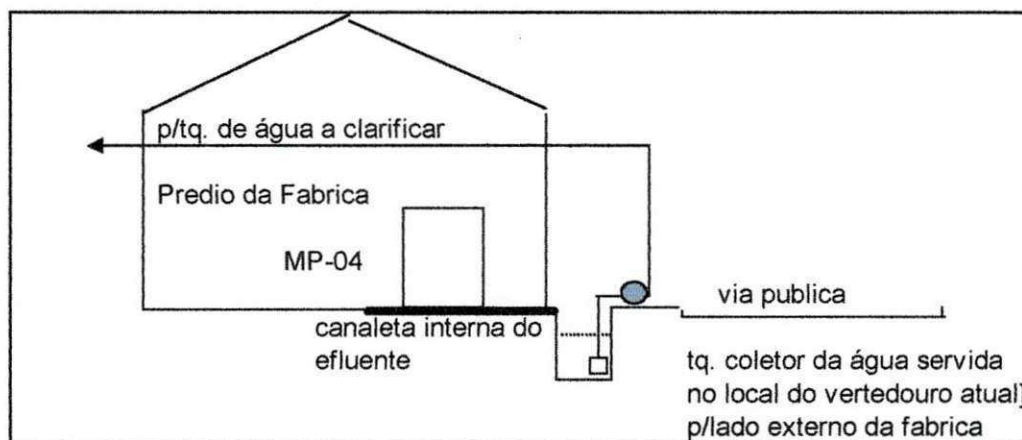 p/tq. de água a clarificar
Predio da Fabrica
MP-04
via publica
canaleta interna do
efluente
tq. coletor da água servida
no local do vertedouro atual]
p/lado externo da fabrica